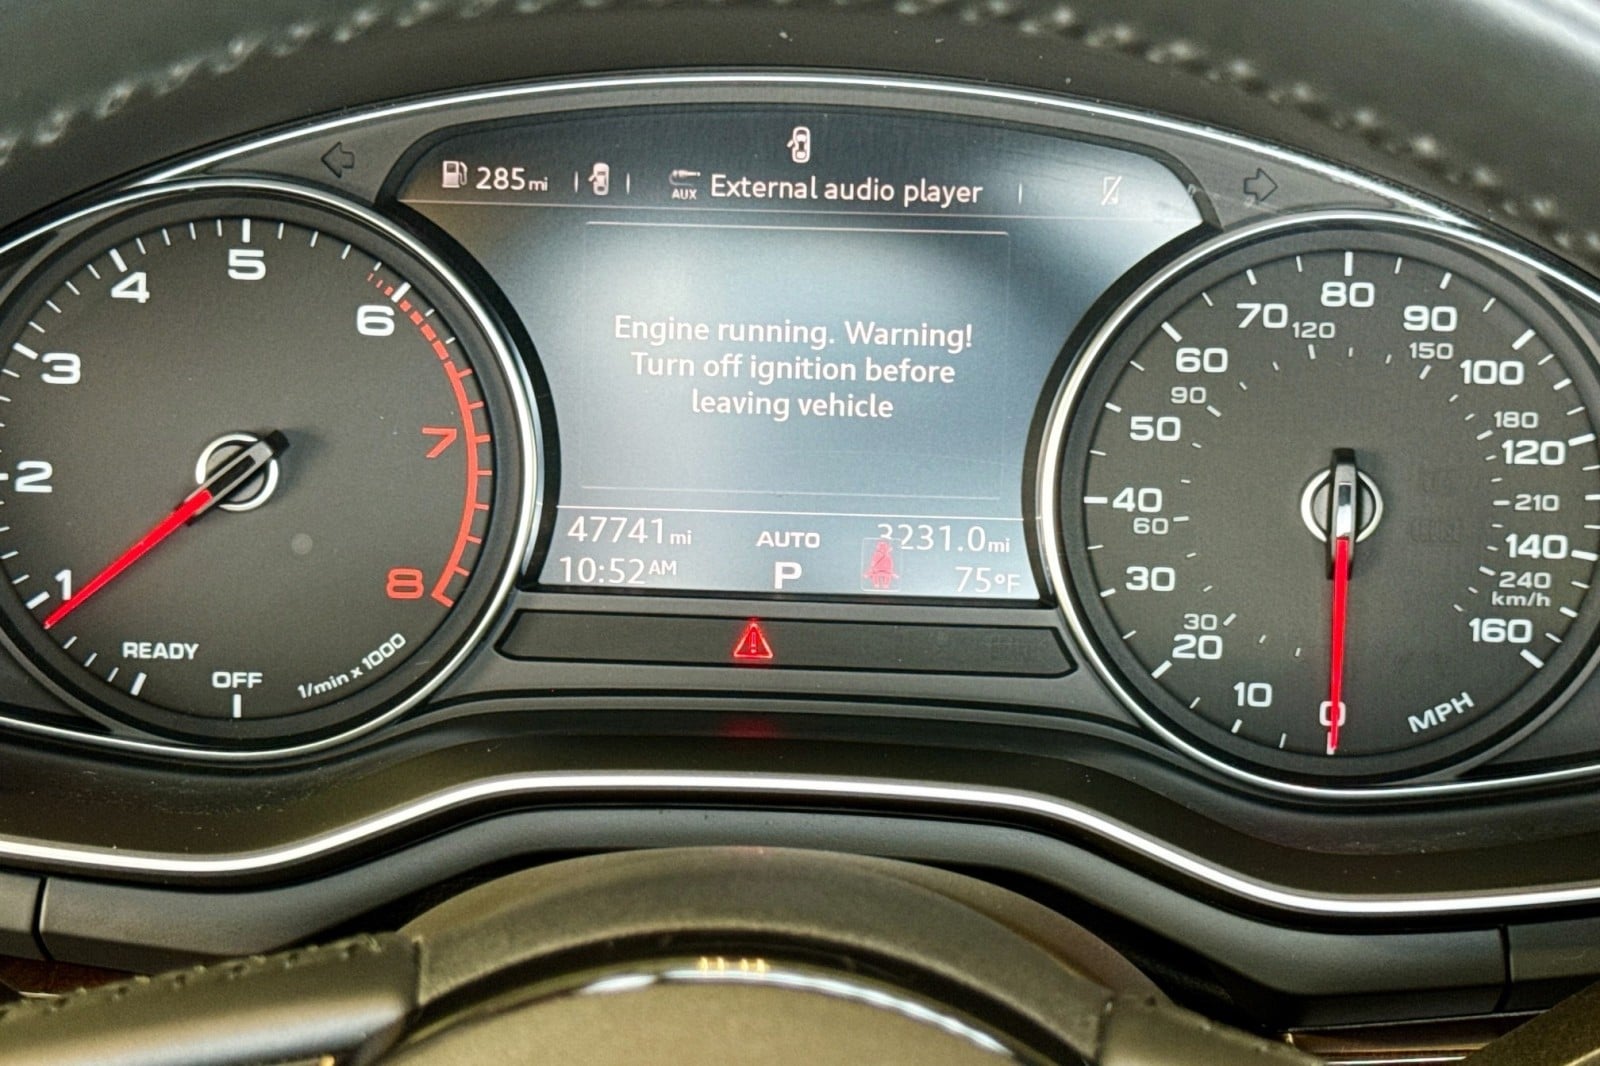 285mi
AUX External audio player
Engine running. Warning!
Turn off ignition before
leaving vehicle
47741mi
AUTO
3231.0mi
10:52AM
P
75°F
1
2
3
4
5
6
7
8
READY
OFF
1/min x 1000
0
10
20
30
40
50
60
70
80
90
100
120
140
160
MPH
30
60
90
120
150
180
210
240
km/h